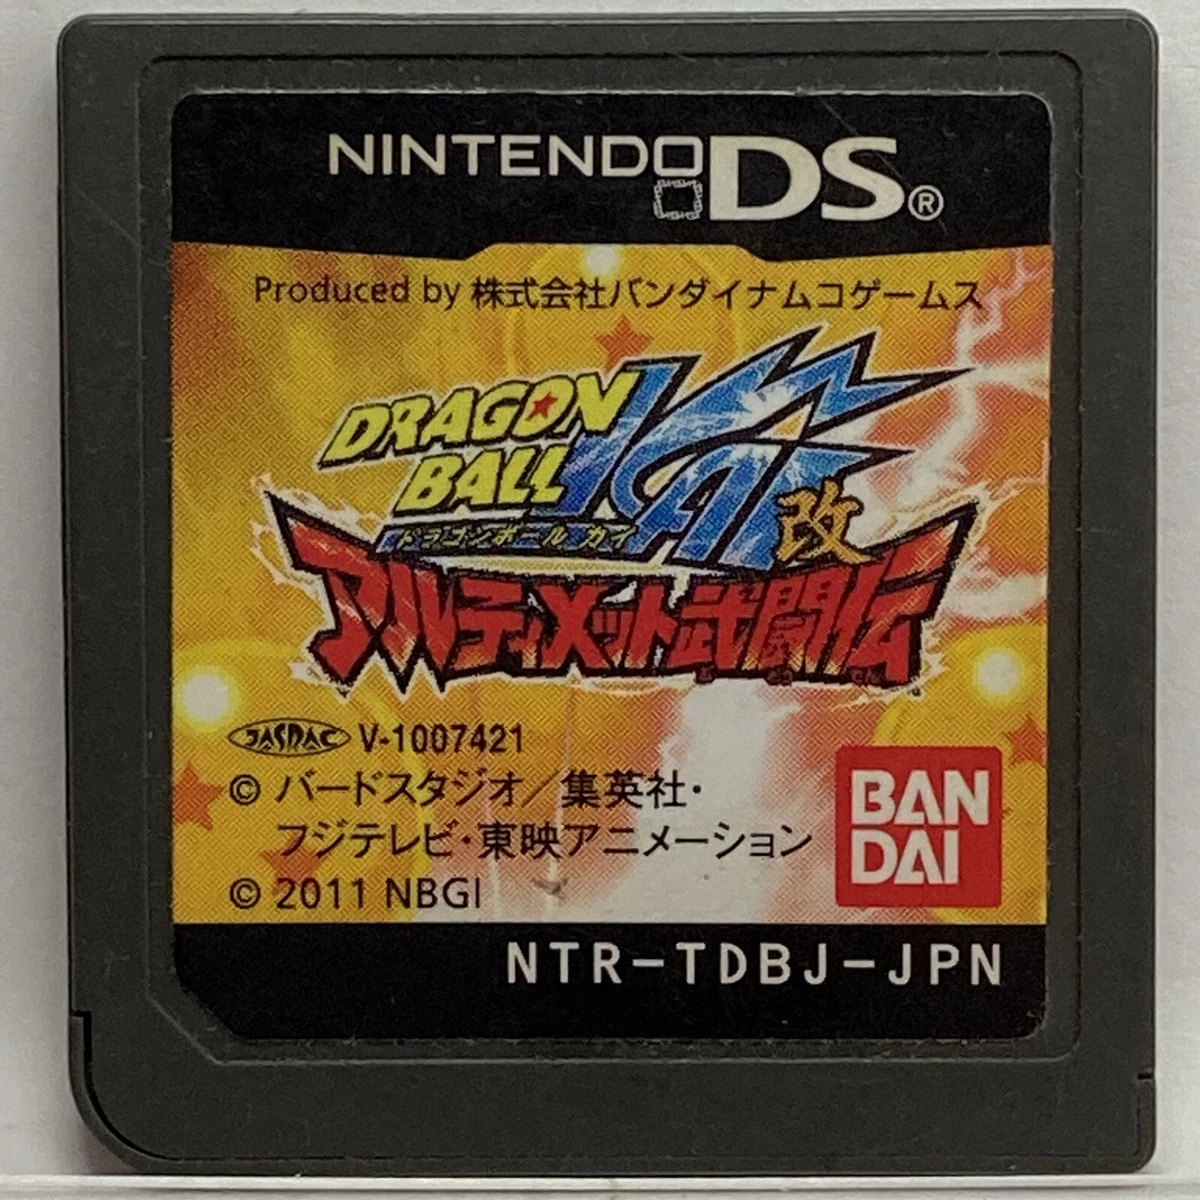 NINTENDO DS®
Produced by 株式会社バンダイナムコゲームス
DRAGON
BALL
KAI
ドラゴンボール カイ
改
アルティメット武闘伝
JASRAC V-1007421
© バードスタジオ／集英社・
フジテレビ・東映アニメーション
© 2011 NBGI
BAN
DAI
NTR-TDBJ-JPN